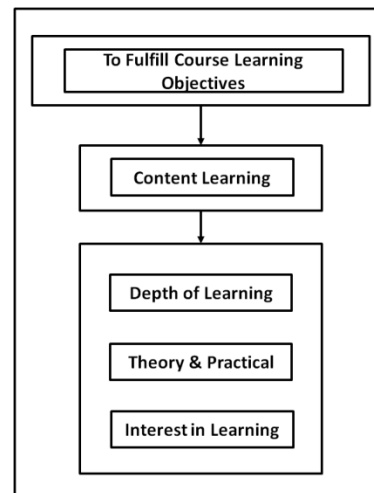 To Fulfill Course Learning
Objectives
Content Learning
Depth of Learning
Theory & Practical
Interest in Learning